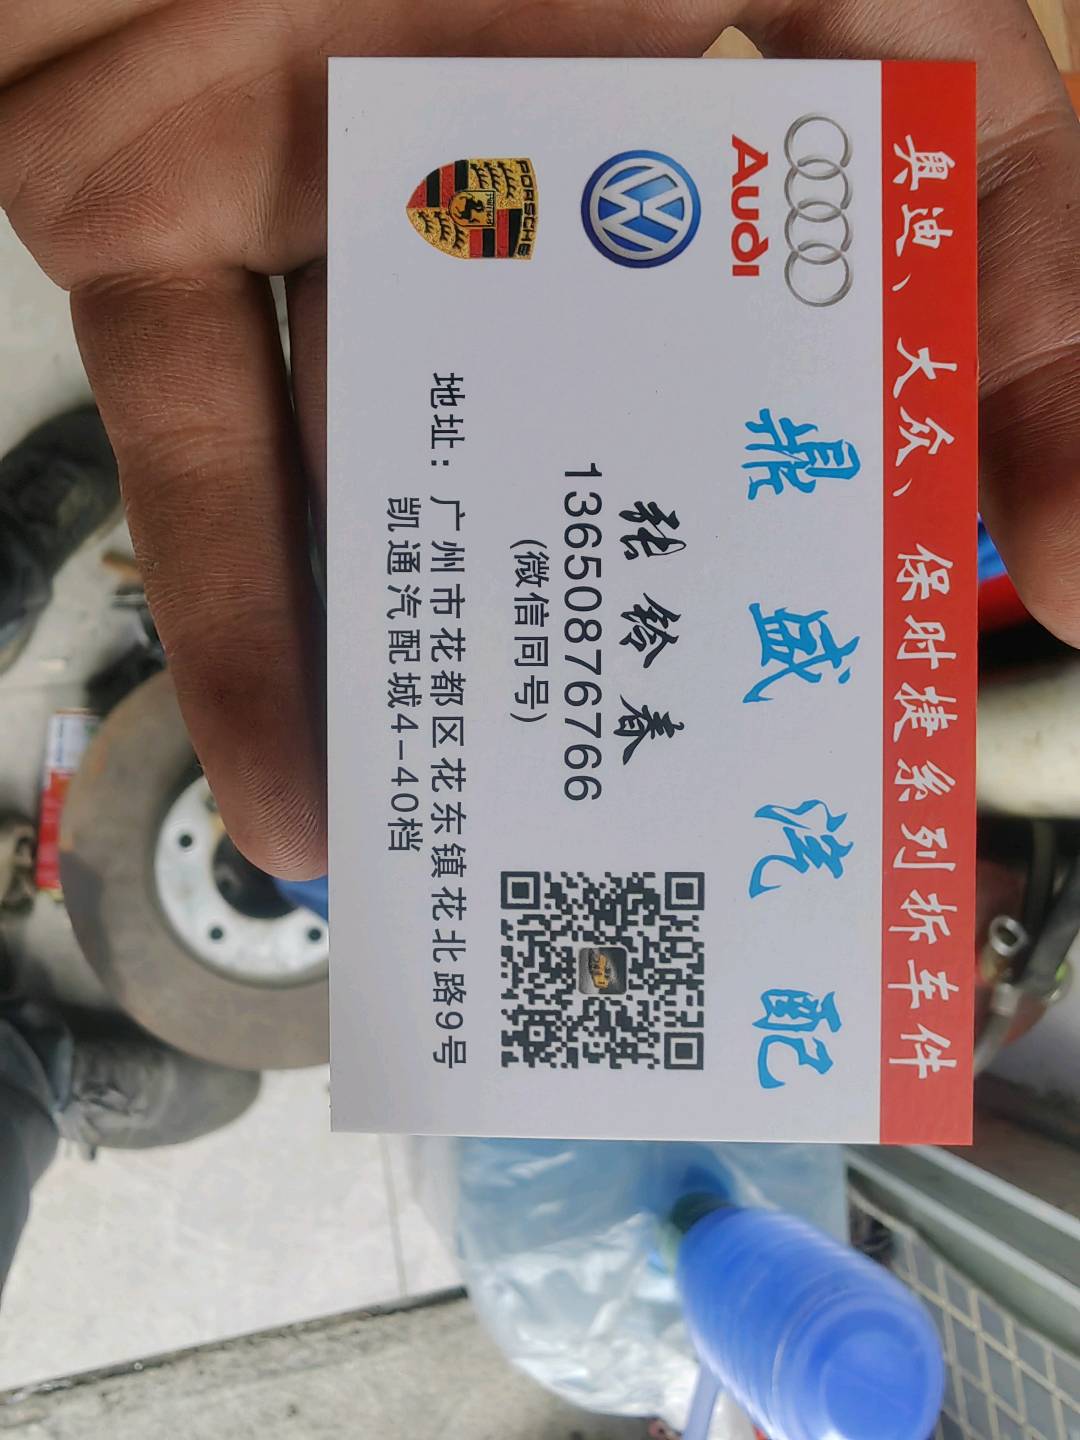 奥迪、大众、保时捷系列拆车件
Audi
鼎盛汽配
PORSCHE
张铃春
13650876766
(微信同号)
地址：广州市花都区花东镇花北路9号
凯通汽配城4-40档